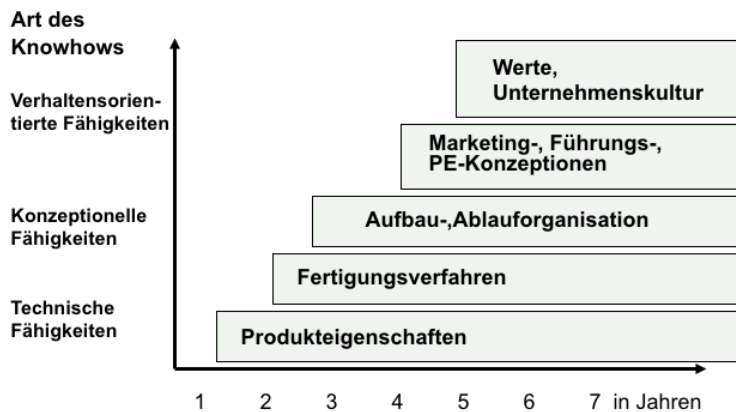 Art des
Knowhows
Werte,
Unternehmenskultur
Verhaltensorien-
tierte Fähigkeiten
Marketing-, Führungs-,
PE-Konzeptionen
Konzeptionelle
Fähigkeiten
Aufbau-,Ablauforganisation
Fertigungsverfahren
Technische
Fähigkeiten
Produkteigenschaften
1 2 3 4 5 6 7 in Jahren